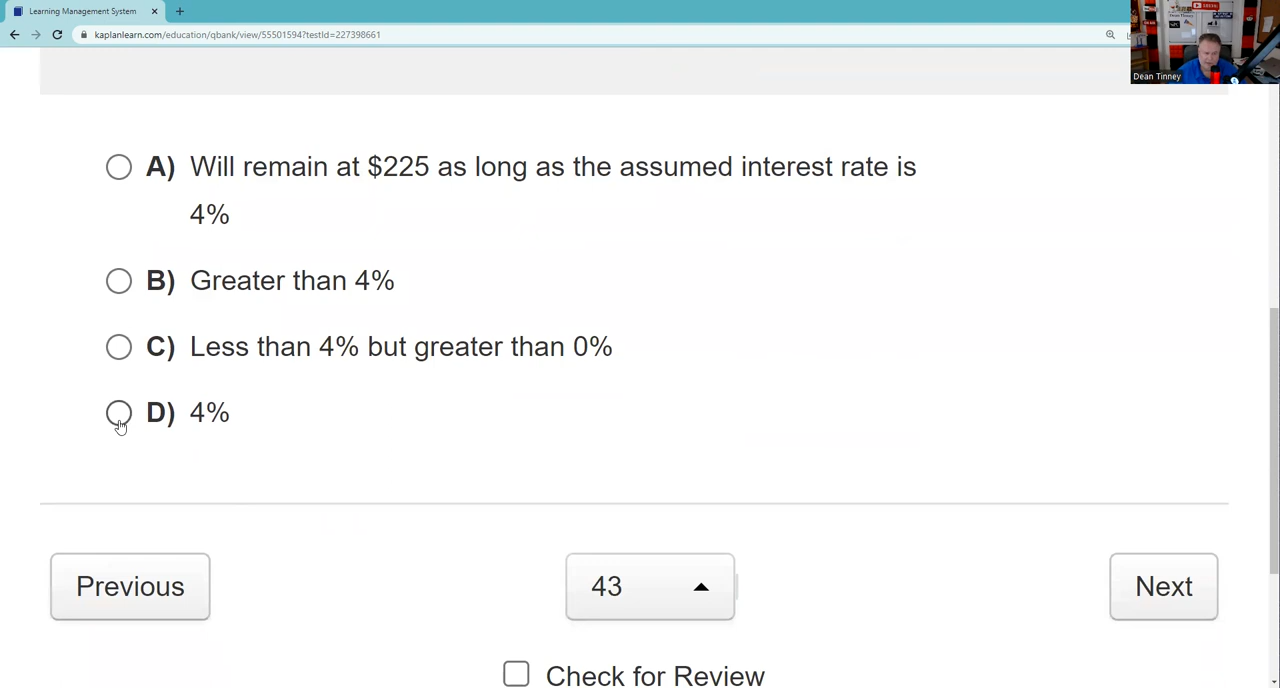 Learning Management System
kaplanlearn.com/education/qbank/view/55501594?testId=227398661
Dean Tinney
A) Will remain at $225 as long as the assumed interest rate is
4%
B) Greater than 4%
C) Less than 4% but greater than 0%
D) 4%
Previous
43
Next
Check for Review